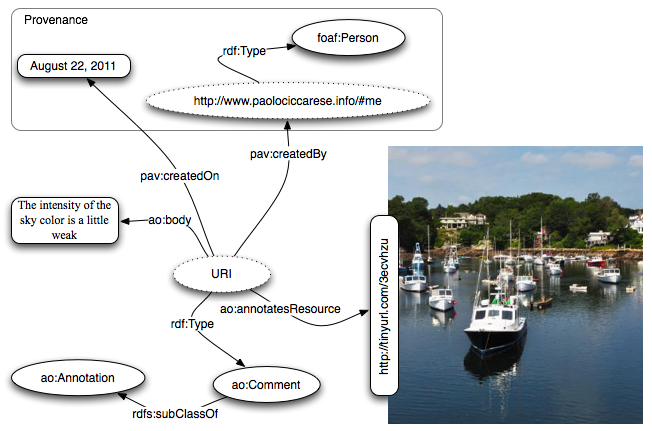 Provenance
foaf:Person
rdf:Type
August 22, 2011
http://www.paolociccarese.info/#me
pav:createdBy
pav:createdOn
The intensity of the
sky color is a little
weak
ao:body
URI
http://tinyurl.com/3ecvhzu
ao:annotatesResource
rdf:Type
ao:Annotation
ao:Comment
rdfs:subClassOf